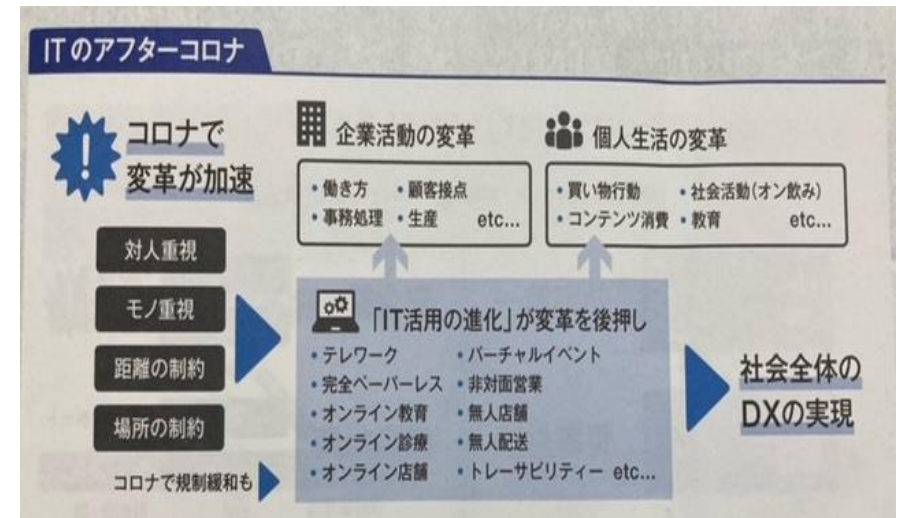 ITのアフターコロナ
コロナで
変革が加速
対人重視
モノ重視
距離の制約
場所の制約
コロナで規制緩和も
企業活動の変革
・働き方 ・顧客接点
・事務処理 ・生産 etc...
個人生活の変革
・買い物行動 ・社会活動(オン飲み)
・コンテンツ消費 ・教育 etc...
「IT活用の進化」が変革を後押し
・テレワーク ・バーチャルイベント
・完全ペーパーレス ・非対面営業
・オンライン教育 ・無人店舗
・オンライン診療 ・無人配送
・オンライン店舗 ・トレーサビリティー etc...
社会全体の
DXの実現